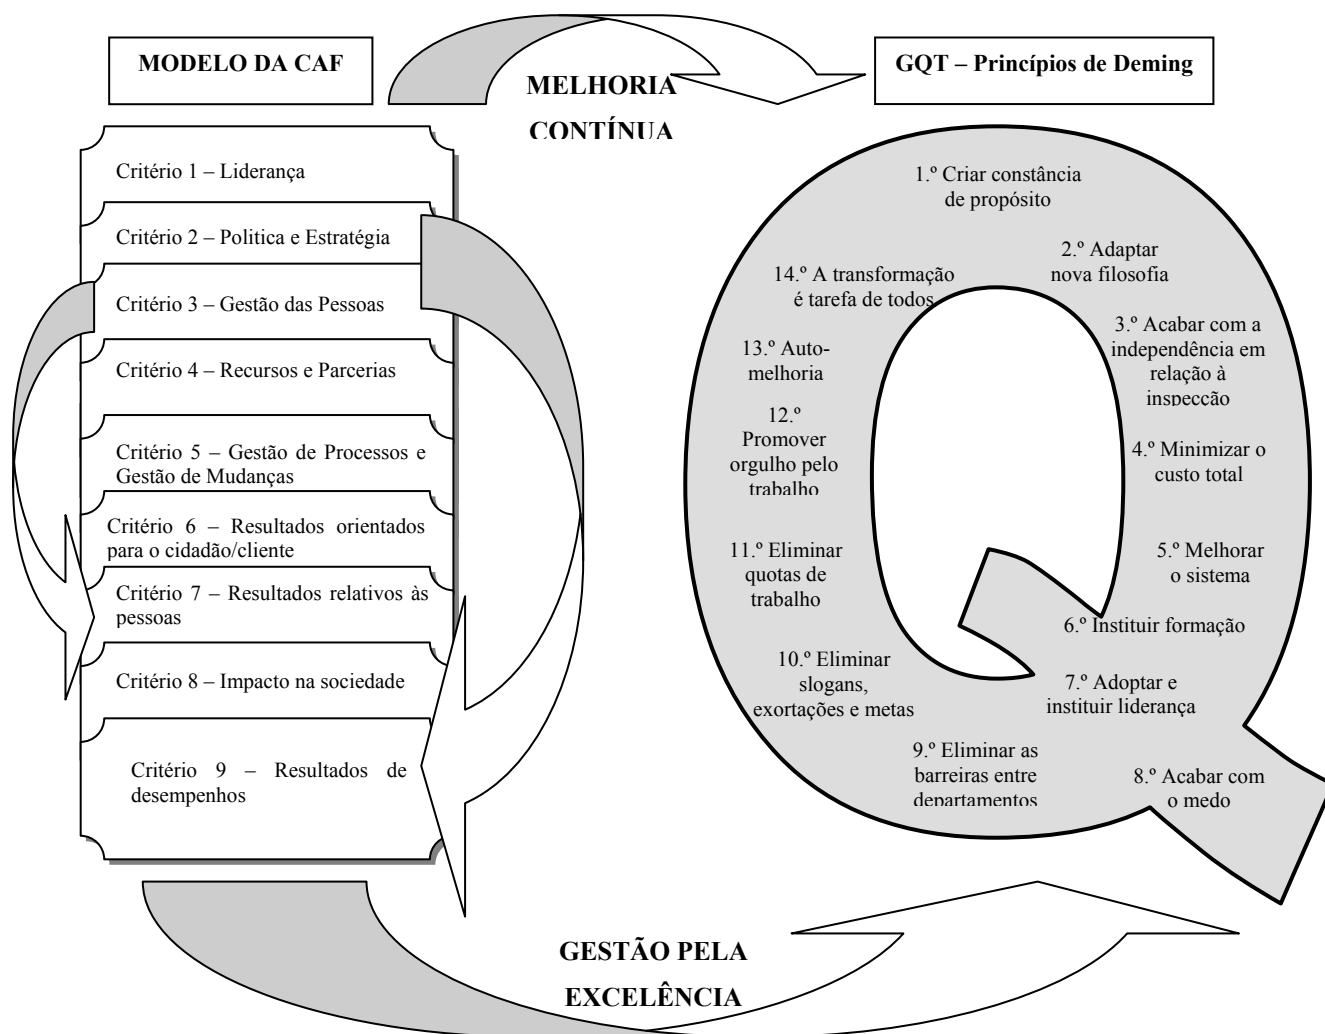 MODELO DA CAF
MELHORIA
CONTÍNUA
GQT – Princípios de Deming
Critério 1 – Liderança
Critério 2 – Politica e Estratégia
Critério 3 – Gestão das Pessoas
Critério 4 – Recursos e Parcerias
Critério 5 – Gestão de Processos e
Gestão de Mudanças
Critério 6 – Resultados orientados
para o cidadão/cliente
Critério 7 – Resultados relativos às
pessoas
Critério 8 – Impacto na sociedade
Critério 9 – Resultados de
desempenhos
1.º Criar constância
de propósito
2.º Adaptar
nova filosofia
3.º Acabar com a
independência em
relação à
inspecção
4.º Minimizar o
custo total
5.º Melhorar
o sistema
6.º Instituir formação
7.º Adoptar e
instituir liderança
8.º Acabar com
o medo
9.º Eliminar as
barreiras entre
departamentos
10.º Eliminar
slogans,
exortações e metas
11.º Eliminar
quotas de
trabalho
12.º
Promover
orgulho pelo
trabalho
13.º Auto-
melhoria
14.º A transformação
é tarefa de todos
GESTÃO PELA
EXCELÊNCIA